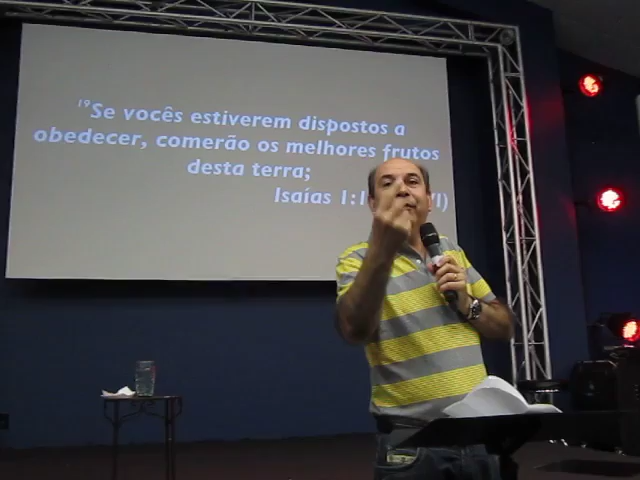 ¹⁹Se vocês estiverem dispostos a
obedecer, comerão os melhores frutos
desta terra;
Isaías 1:1